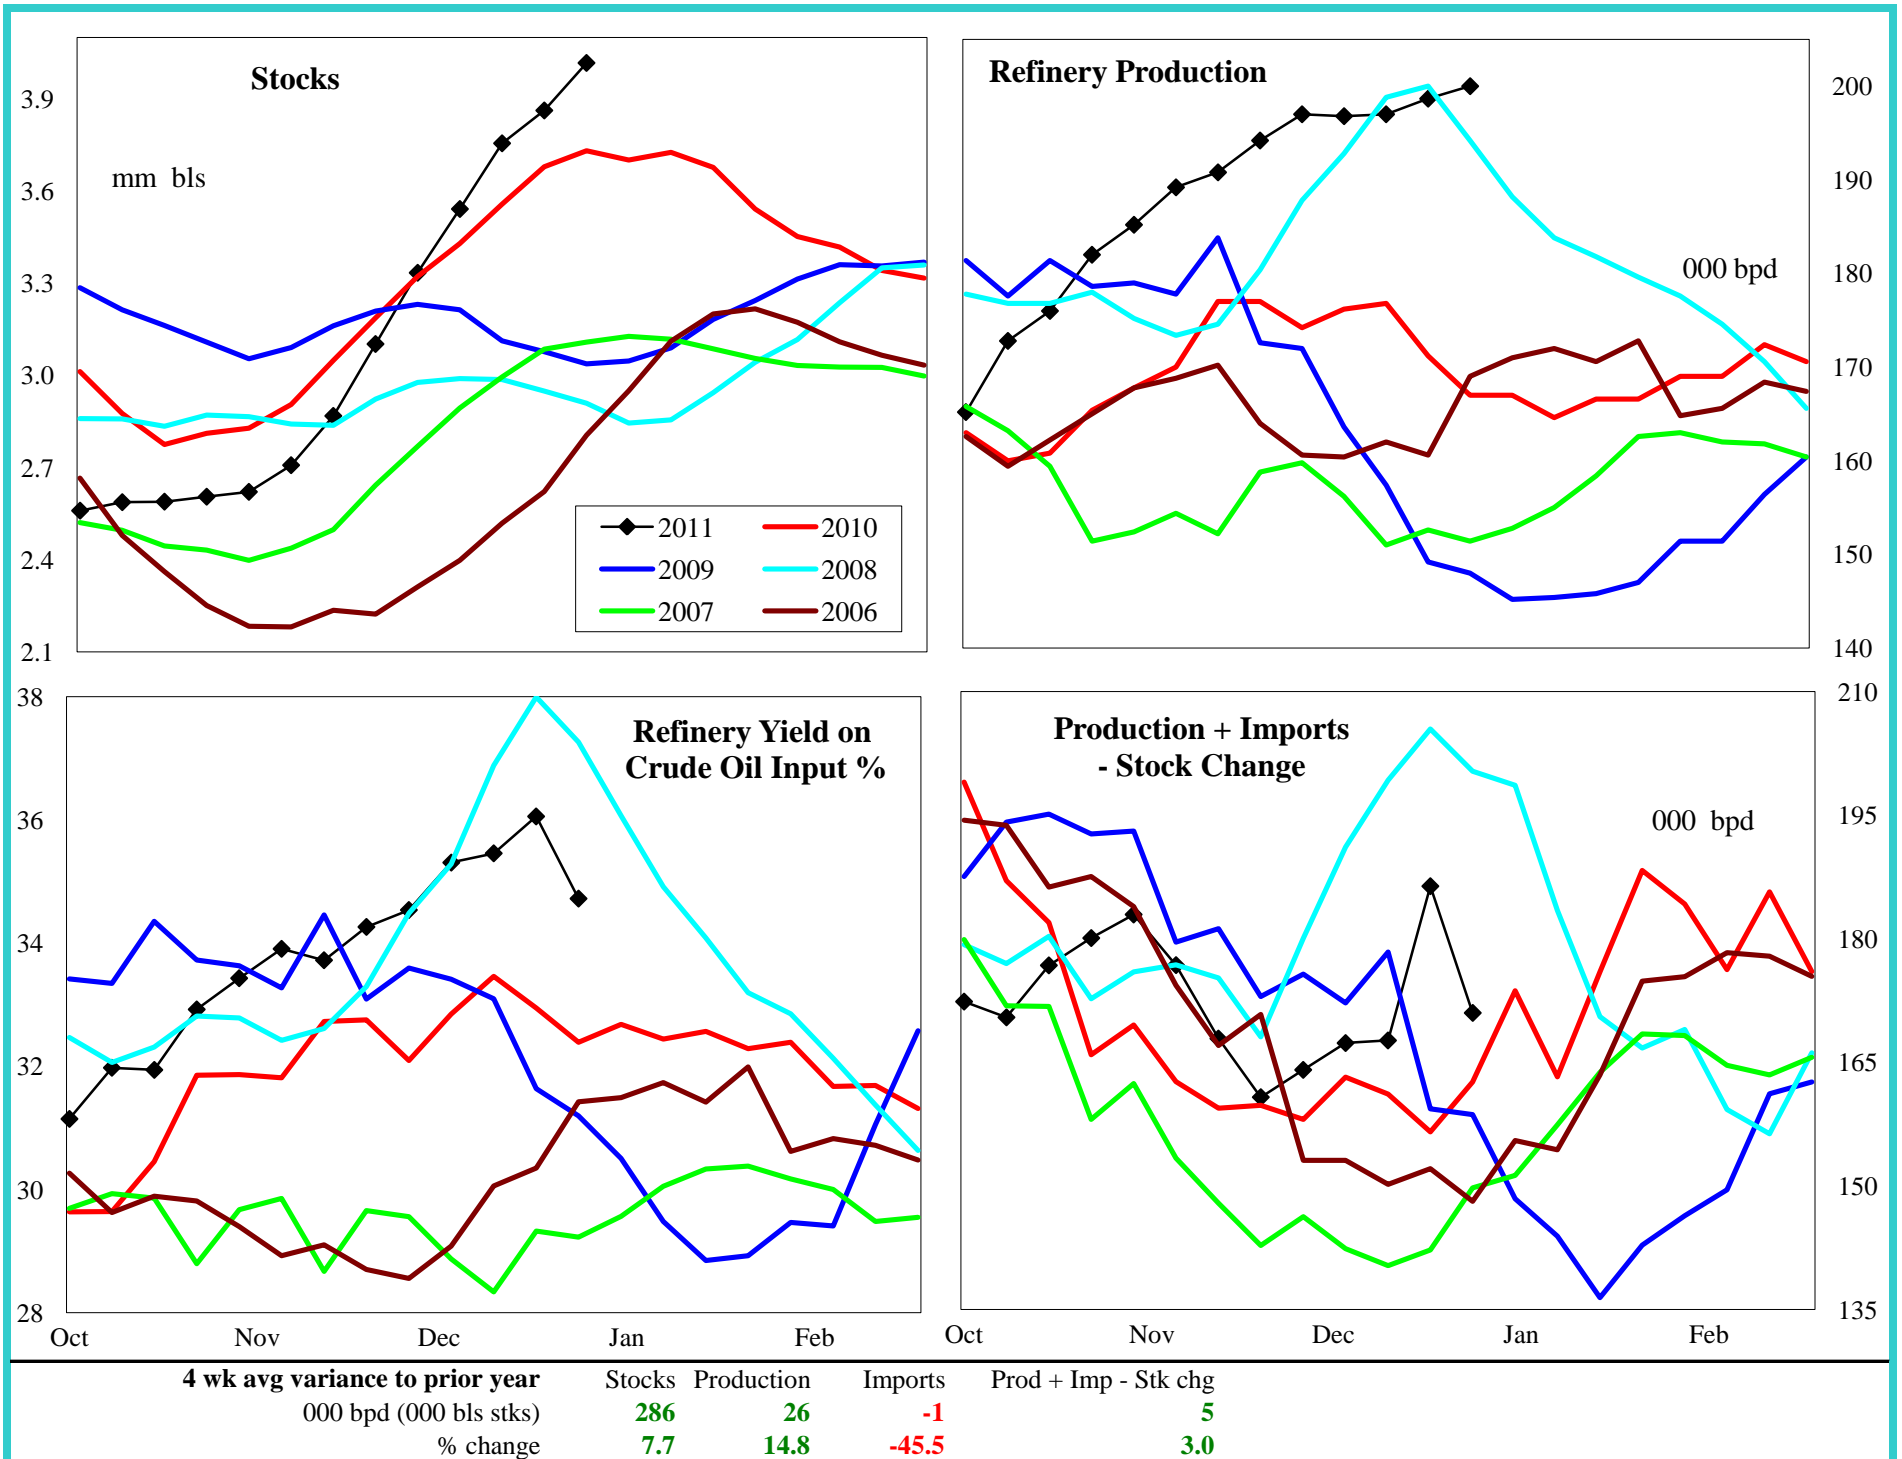 Stocks
mm bls
3.9
3.6
3.3
3.0
2.7
2.4
2.1
2011 2010
2009 2008
2007 2006
Refinery Production
000 bpd
200
190
180
170
160
150
140
Refinery Yield on
Crude Oil Input %
38
36
34
32
30
28
Oct Nov Dec Jan Feb
Production + Imports
- Stock Change
000 bpd
210
195
180
165
150
135
Oct Nov Dec Jan Feb
4 wk avg variance to prior year Stocks Production Imports Prod + Imp - Stk chg
000 bpd (000 bls stks) 286 26 -1 5
% change 7.7 14.8 -45.5 3.0